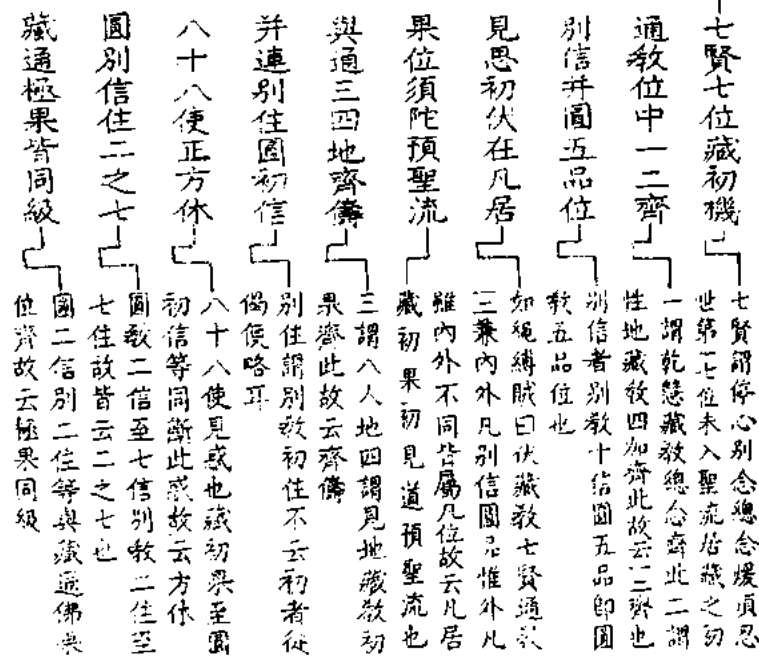 七賢七位藏初機
七賢謂停心別念總念煖頂忍
世第一七位未入聖流居藏之初
通教位中一二齊
一謂乾慧藏教總念齊此二謂
性地藏教四加齊此故云一二齊也
別信并圓五品位
別信者別教十信圓五品即圓
教五品位也
見思初伏在凡居
如繩縛賊曰伏藏教七賢通教
三兼內外凡別信圓品惟外凡
雖內外不同皆屬凡位故云凡居
果位須陀預聖流
藏初果初見道預聖流也
與通三四地齊儔
三謂八人地四謂見地藏教初
果齊此故云齊儔
并連別住圓初信
別住謂別教初住不云初者從
偈便略耳
八十八使正方休
八十八使見惑也藏初果至圓
初信等同斷此惑故云方休
圓別信住二之七
圓教二信至七信別教二住至
七住故皆云二之七也
藏通極果皆同級
圓二信別二住等與藏通佛果
位齊故云極果同級